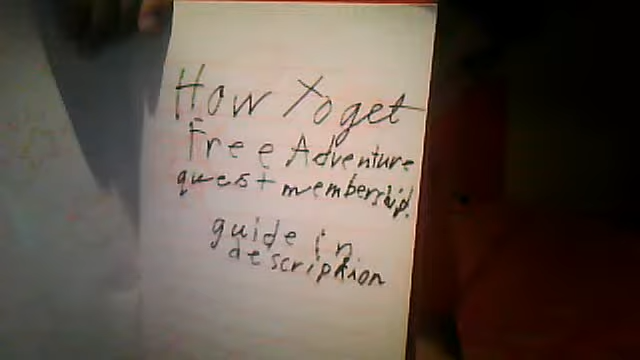 How To get
Free Adventure
quest membership.
guide in
description